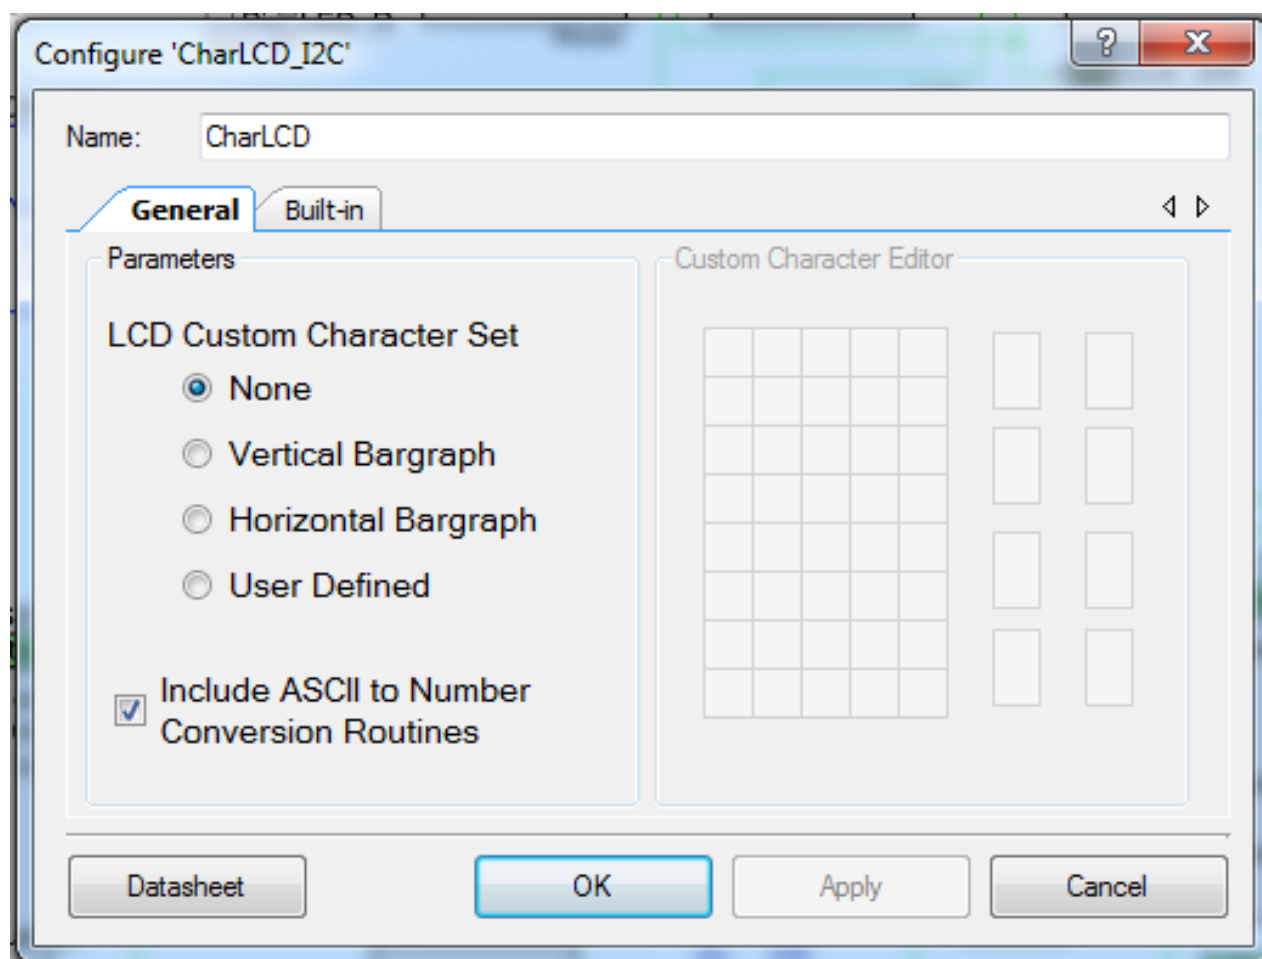 Configure 'CharLCD_I2C'
Name: CharLCD
General Built-in
Parameters
Custom Character Editor
LCD Custom Character Set
None
Vertical Bargraph
Horizontal Bargraph
User Defined
Include ASCII to Number
Conversion Routines
Datasheet OK Apply Cancel